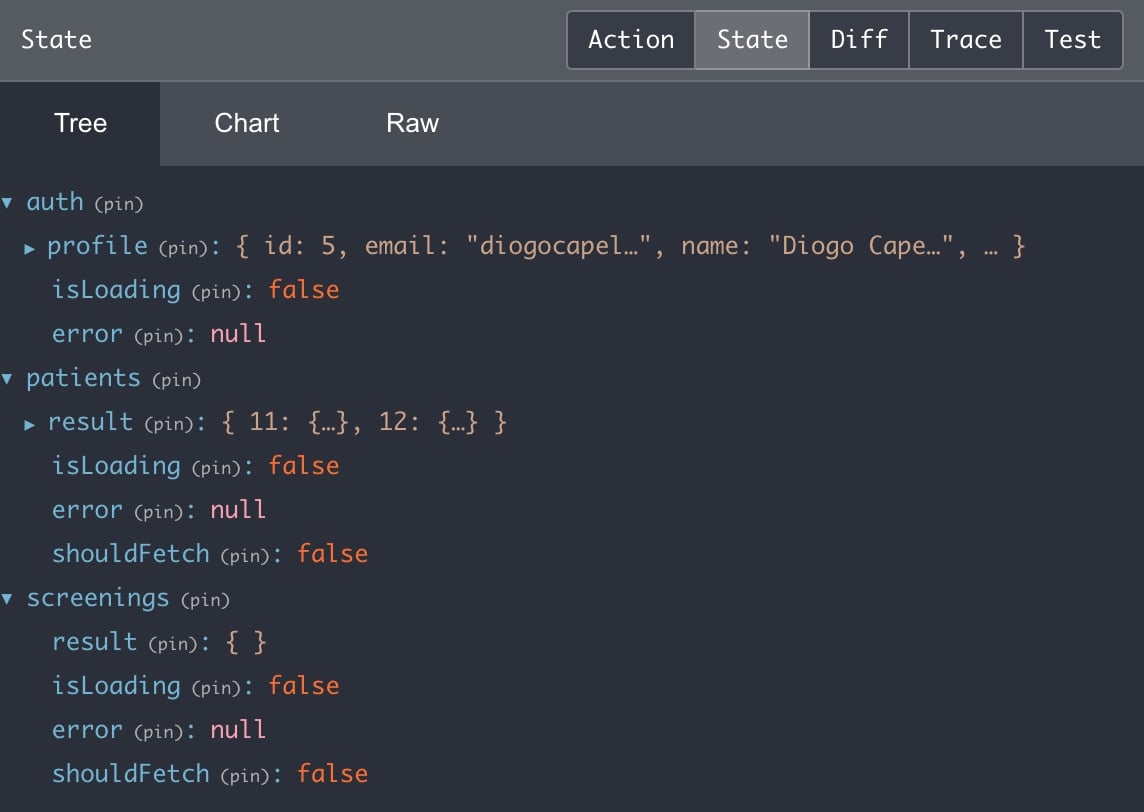 State Action State Diff Trace Test
Tree Chart Raw
▼ auth (pin)
▶ profile (pin): { id: 5, email: "diogocapel…", name: "Diogo Cape…", … }
isLoading (pin): false
error (pin): null
▼ patients (pin)
▶ result (pin): { 11: {…}, 12: {…} }
isLoading (pin): false
error (pin): null
shouldFetch (pin): false
▼ screenings (pin)
result (pin): { }
isLoading (pin): false
error (pin): null
shouldFetch (pin): false